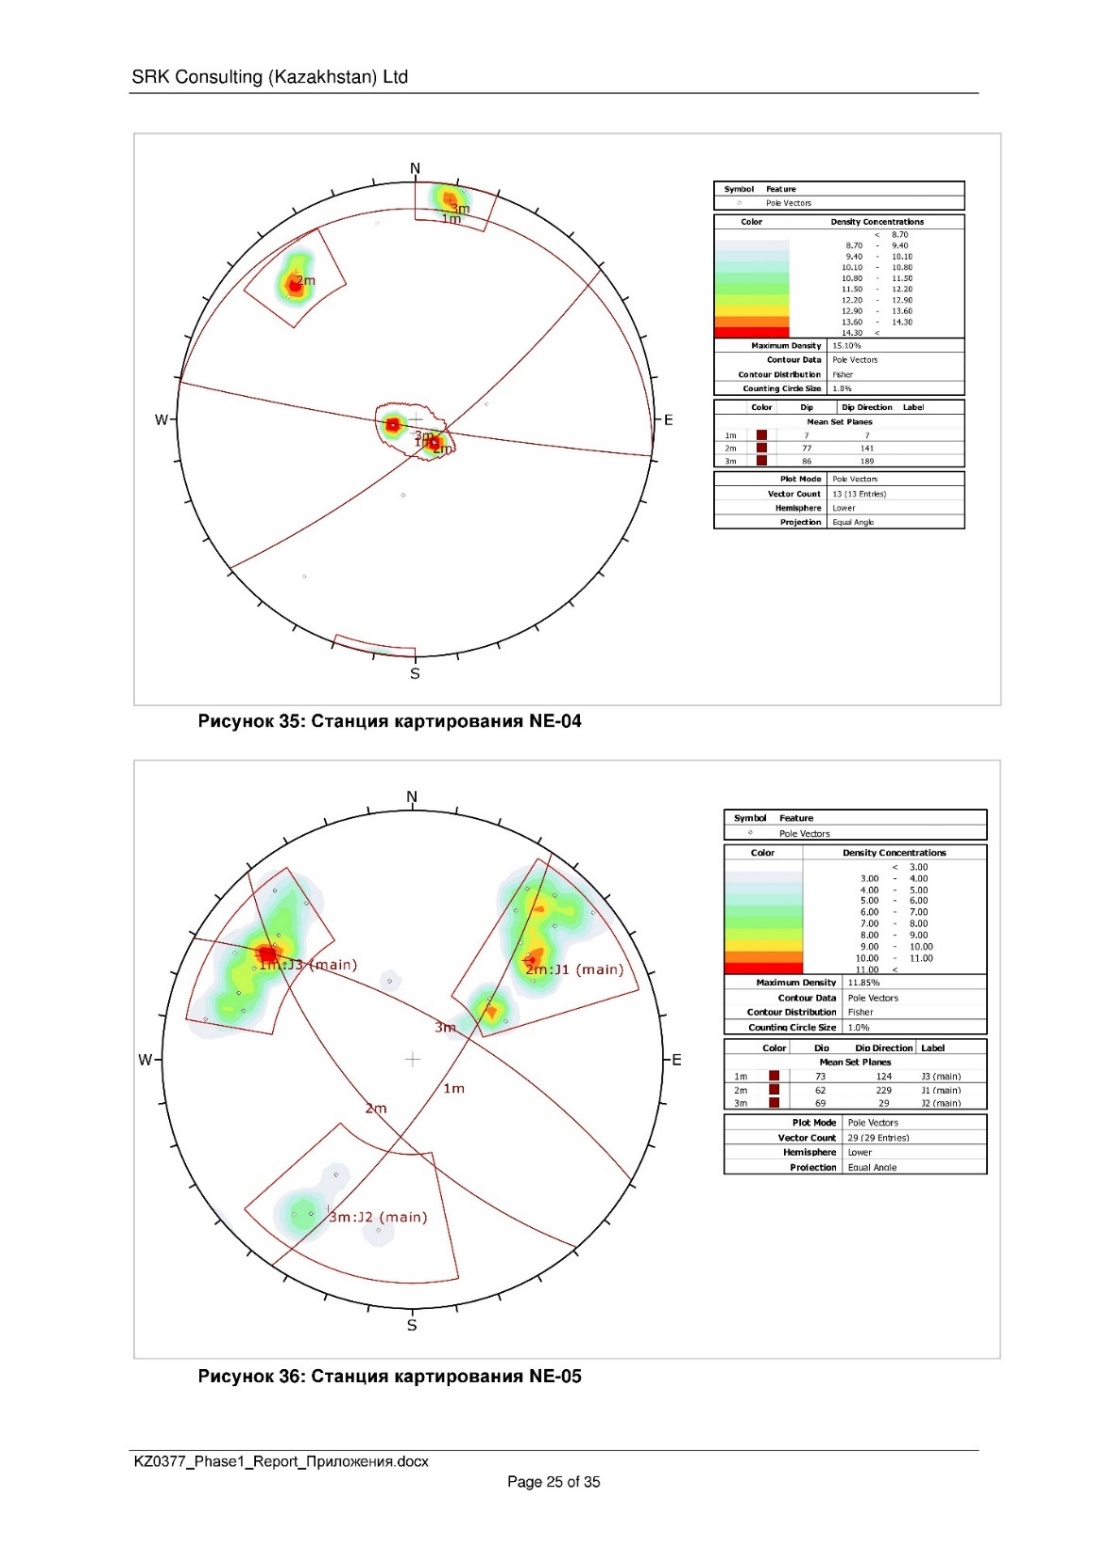 SRK Consulting (Kazakhstan) Ltd
N
W
E
S
3m
1m
2m
3m
1m
2m
Symbol Feature
Pole Vectors
Color Density Concentrations
< 8.70
8.70 - 9.40
9.40 - 10.10
10.10 - 10.80
10.80 - 11.50
11.50 - 12.20
12.20 - 12.90
12.90 - 13.60
13.60 - 14.30
14.30 <
Maximum Density 15.10%
Contour Data Pole Vectors
Contour Distribution Fisher
Counting Circle Size 1.0%
Color Dip Dip Direction Label
Mean Set Planes
1m 7 7
2m 77 141
3m 86 189
Plot Mode Pole Vectors
Vector Count 13 (13 Entries)
Hemisphere Lower
Projection Equal Angle
Рисунок 35: Станция картирования NE-04
N
W
E
S
1m:J3 (main)
2m:J1 (main)
3m
1m
2m
3m:J2 (main)
Symbol Feature
Pole Vectors
Color Density Concentrations
< 3.00
3.00 - 4.00
4.00 - 5.00
5.00 - 6.00
6.00 - 7.00
7.00 - 8.00
8.00 - 9.00
9.00 - 10.00
10.00 - 11.00
11.00 <
Maximum Density 11.85%
Contour Data Pole Vectors
Contour Distribution Fisher
Counting Circle Size 1.0%
Color Dip Dip Direction Label
Mean Set Planes
1m 73 124 J3 (main)
2m 62 229 J1 (main)
3m 69 29 J2 (main)
Plot Mode Pole Vectors
Vector Count 29 (29 Entries)
Hemisphere Lower
Projection Equal Angle
Рисунок 36: Станция картирования NE-05
KZ0377_Phase1_Report_Приложения.docx
Page 25 of 35